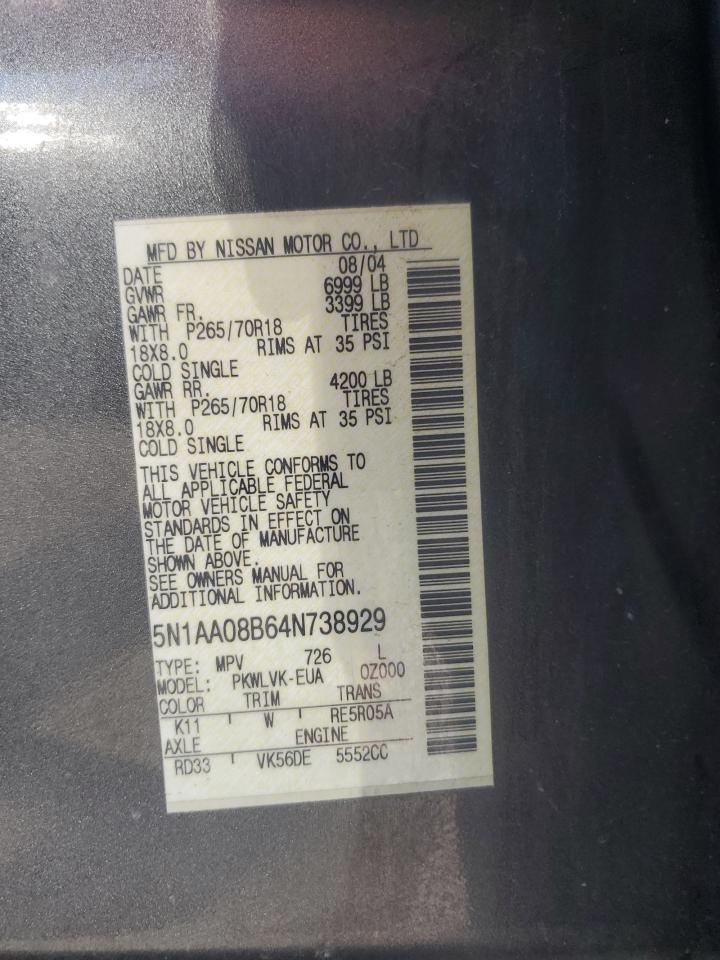 MFD BY NISSAN MOTOR CO., LTD
DATE 08/04
GVWR 6999 LB
GAWR FR. 3399 LB
WITH P265/70R18 TIRES
18X8.0 RIMS AT 35 PSI
COLD SINGLE
GAWR RR. 4200 LB
WITH P265/70R18 TIRES
18X8.0 RIMS AT 35 PSI
COLD SINGLE
THIS VEHICLE CONFORMS TO
ALL APPLICABLE FEDERAL
MOTOR VEHICLE SAFETY
STANDARDS IN EFFECT ON
THE DATE OF MANUFACTURE
SHOWN ABOVE.
SEE OWNERS MANUAL FOR
ADDITIONAL INFORMATION.
5N1AA08B64N738929
TYPE: MPV 726 L
MODEL: PKWLVK-EUA 0Z000
COLOR TRIM TRANS
K11 W RE5R05A
AXLE ENGINE
RD33 VK56DE 5552CC